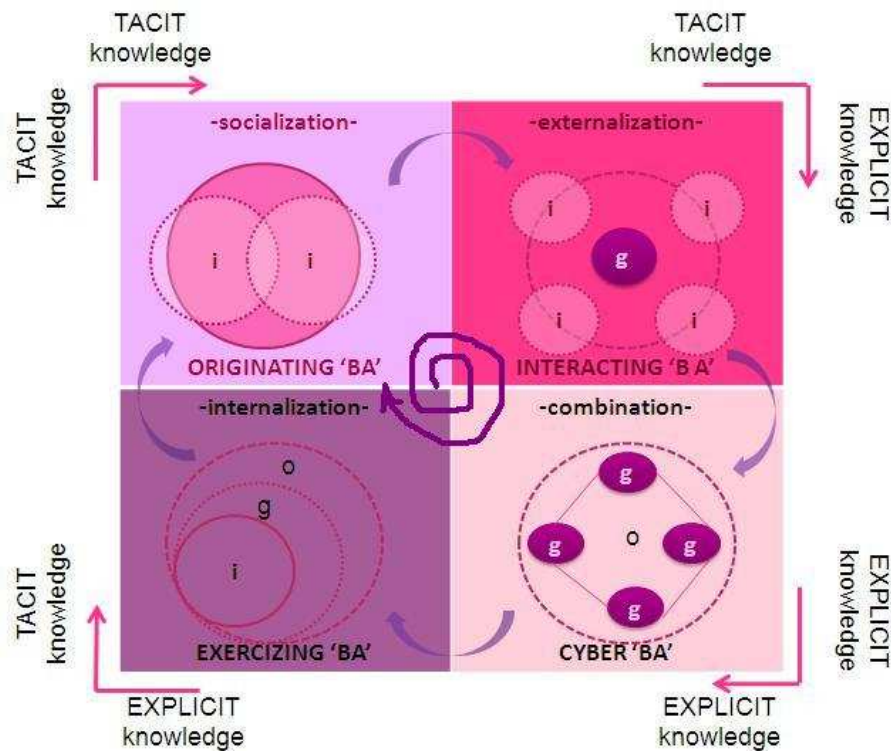 TACIT
knowledge
TACIT
knowledge
TACIT
knowledge
EXPLICIT
knowledge
-socialization-
i i
ORIGINATING ‘BA’
-externalization-
i i
g
i i
INTERACTING ‘B A’
-internalization-
o
g
i
EXERCIZING ‘BA’
-combination-
g
g o g
g
CYBER ‘BA’
TACIT
knowledge
EXPLICIT
knowledge
EXPLICIT
knowledge
EXPLICIT
knowledge